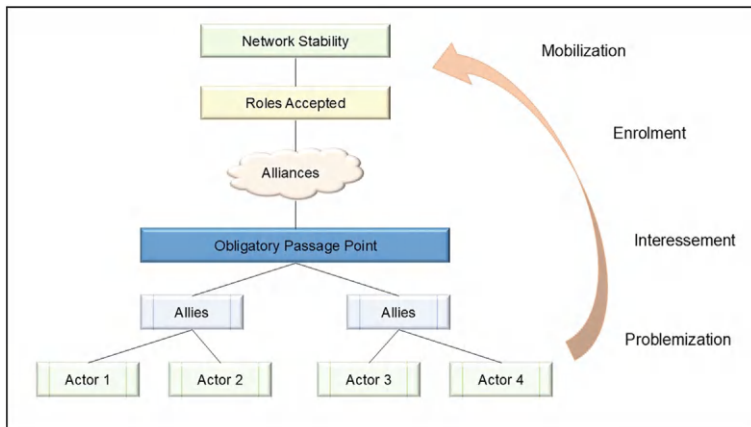 Network Stability
Mobilization
Roles Accepted
Enrolment
Alliances
Obligatory Passage Point
Interessement
Allies
Allies
Problemization
Actor 1
Actor 2
Actor 3
Actor 4